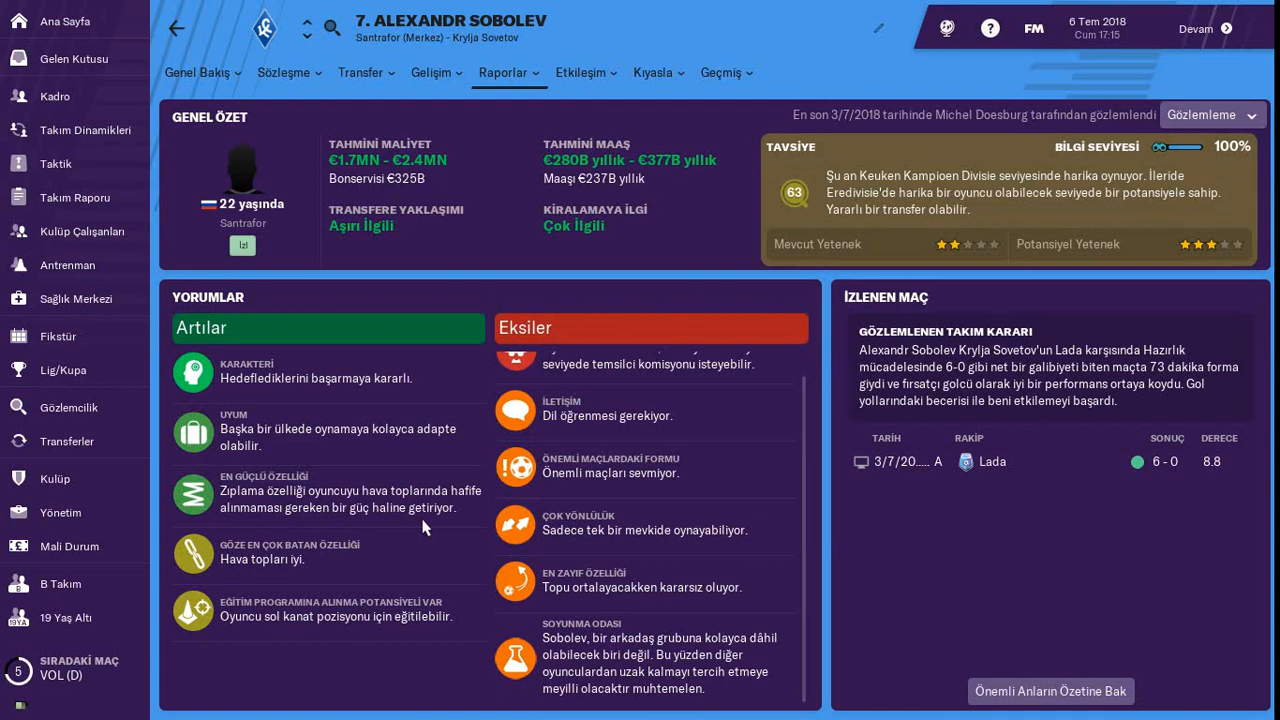 Ana Sayfa
Gelen Kutusu
Kadro
Takım Dinamikleri
Taktik
Takım Raporu
Kulüp Çalışanları
Antrenman
Sağlık Merkezi
Fikstür
Lig/Kupa
Gözlemcilik
Transferler
Kulüp
Yönetim
Mali Durum
B Takım
19 Yaş Altı
19YA
5
SIRADAKİ MAÇ
VOL (D)
7. ALEXANDR SOBOLEV
Santrafor (Merkez) - Krylja Sovetov
FM
6 Tem 2018
Cum 17:15
Devam
Genel Bakış
Sözleşme
Transfer
Gelişim
Raporlar
Etkileşim
Kıyasla
Geçmiş
GENEL ÖZET
En son 3/7/2018 tarihinde Michel Doesburg tarafından gözlemlendi
Gözlemleme
22 yaşında
Santrafor
İzl
TAHMİNİ MALİYET
€1.7MN - €2.4MN
Bonservisi €325B
TRANSFERE YAKLAŞIMI
Aşırı İlgili
TAHMİNİ MAAŞ
€280B yıllık - €377B yıllık
Maaşı €237B yıllık
KİRALAMAYA İLGİ
Çok İlgili
TAVSİYE
BİLGİ SEVİYESİ
100%
63
Şu an Keuken Kampioen Divisie seviyesinde harika oynuyor. İleride
Eredivisie'de harika bir oyuncu olabilecek seviyede bir potansiyele sahip.
Yararlı bir transfer olabilir.
Mevcut Yetenek
Potansiyel Yetenek
YORUMLAR
Artılar
KARAKTERİ
Hedeflediklerini başarmaya kararlı.
UYUM
Başka bir ülkede oynamaya kolayca adapte
olabilir.
EN GÜÇLÜ ÖZELLİĞİ
Zıplama özelliği oyuncuyu hava toplarında hafife
alınmaması gereken bir güç haline getiriyor.
GÖZE EN ÇOK BATAN ÖZELLİĞİ
Hava topları iyi.
EĞİTİM PROGRAMINA ALINMA POTANSİYELİ VAR
Oyuncu sol kanat pozisyonu için eğitilebilir.
Eksiler
seviyede temsilci komisyonu isteyebilir.
İLETİŞİM
Dil öğrenmesi gerekiyor.
ÖNEMLİ MAÇLARDAKİ FORMU
Önemli maçları sevmiyor.
ÇOK YÖNLÜLÜK
Sadece tek bir mevkide oynayabiliyor.
EN ZAYIF ÖZELLİĞİ
Topu ortalayacakken kararsız oluyor.
SOYUNMA ODASI
Sobolev, bir arkadaş grubuna kolayca dâhil
olabilecek biri değil. Bu yüzden diğer
oyunculardan uzak kalmayı tercih etmeye
meyilli olacaktır muhtemelen.
İZLENEN MAÇ
GÖZLEMLENEN TAKIM KARARI
Alexandr Sobolev Krylja Sovetov'un Lada karşısında Hazırlık
mücadelesinde 6-0 gibi net bir galibiyeti biten maçta 73 dakika forma
giydi ve fırsatçı golcü olarak iyi bir performans ortaya koydu. Gol
yollarındaki becerisi ile beni etkilemeyi başardı.
TARİH RAKİP SONUÇ DERECE
3/7/20..... A Lada 6 - 0 8.8
Önemli Anların Özetine Bak